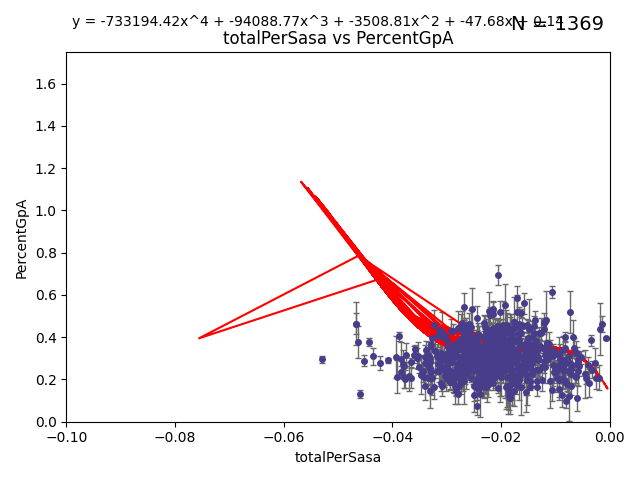 y = -733194.42x^4 + -94088.77x^3 + -3508.81x^2 + -47.68x + 0.14
N = 1369
totalPerSasa vs PercentGpA
1.6
1.4
1.2
1.0
0.8
0.6
0.4
0.2
0.0
PercentGpA
−0.10 −0.08 −0.06 −0.04 −0.02 0.00
totalPerSasa